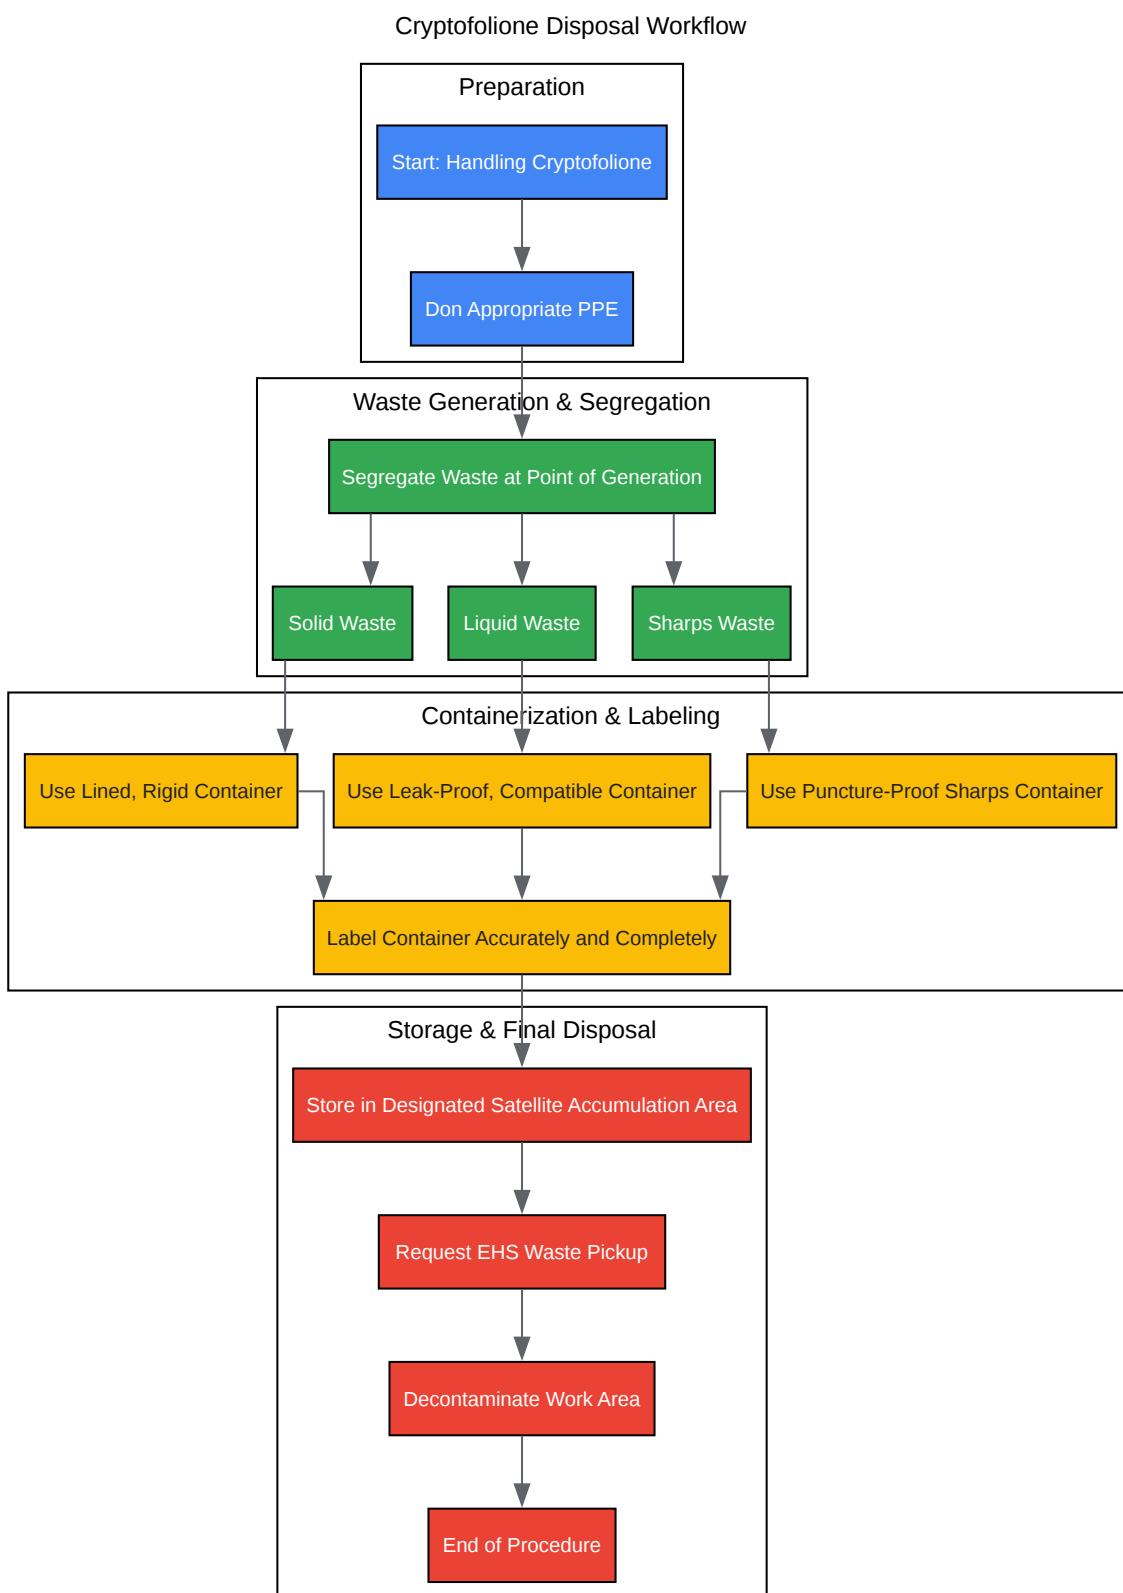 Cryptofolione Disposal Workflow
Preparation
Start: Handling Cryptofolione
Don Appropriate PPE
Waste Generation & Segregation
Segregate Waste at Point of Generation
Solid Waste
Liquid Waste
Sharps Waste
Containerization & Labeling
Use Lined, Rigid Container
Use Leak-Proof, Compatible Container
Use Puncture-Proof Sharps Container
Label Container Accurately and Completely
Storage & Final Disposal
Store in Designated Satellite Accumulation Area
Request EHS Waste Pickup
Decontaminate Work Area
End of Procedure